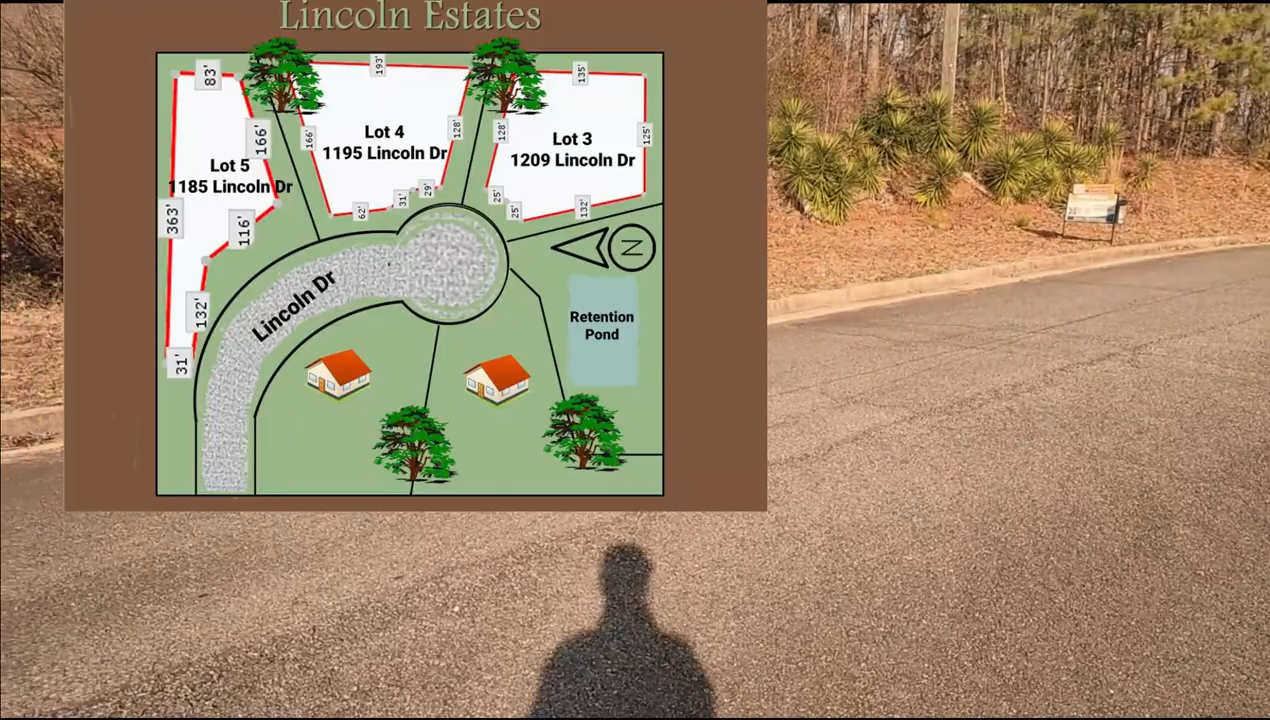 Lincoln Estates
83'
193'
135'
166'
166'
128'
128'
125'
Lot 5
1185 Lincoln Dr
Lot 4
1195 Lincoln Dr
Lot 3
1209 Lincoln Dr
363'
116'
62'
31'
29'
25'
25'
132'
N
132'
31'
Lincoln Dr
Retention
Pond